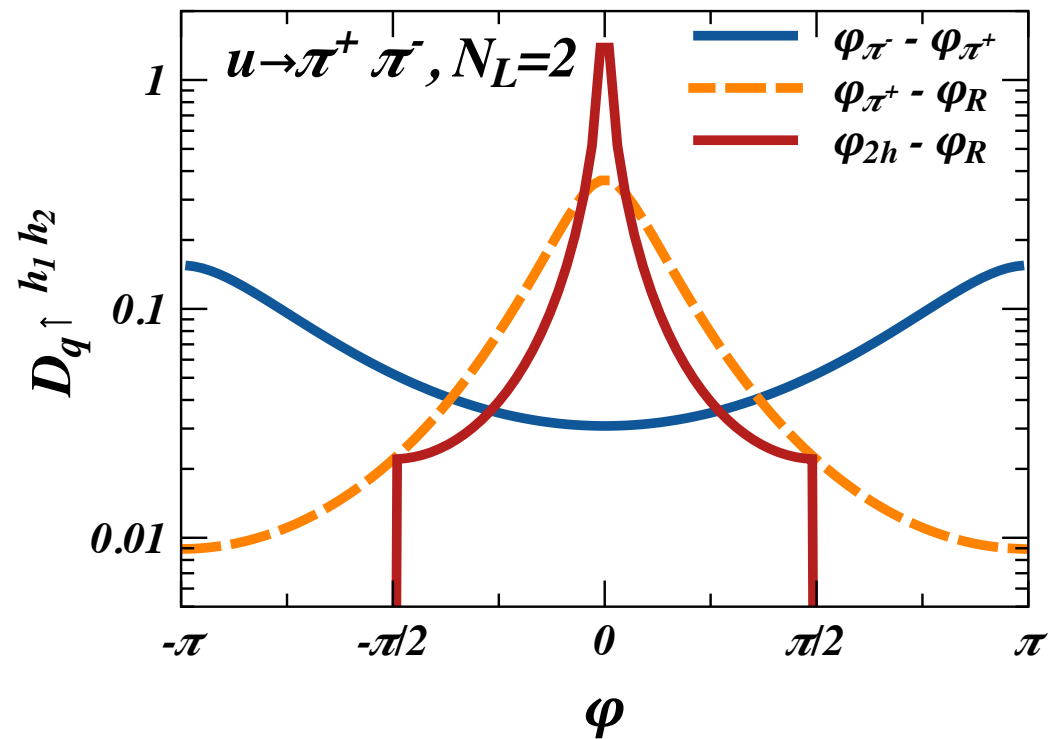 u→π⁺ π⁻, N_L=2
φ_π⁻ - φ_π⁺
φ_π⁺ - φ_R
φ_2h - φ_R
D_q↑ h₁ h₂
1
0.1
0.01
-π
-π/2
0
π/2
π
φ